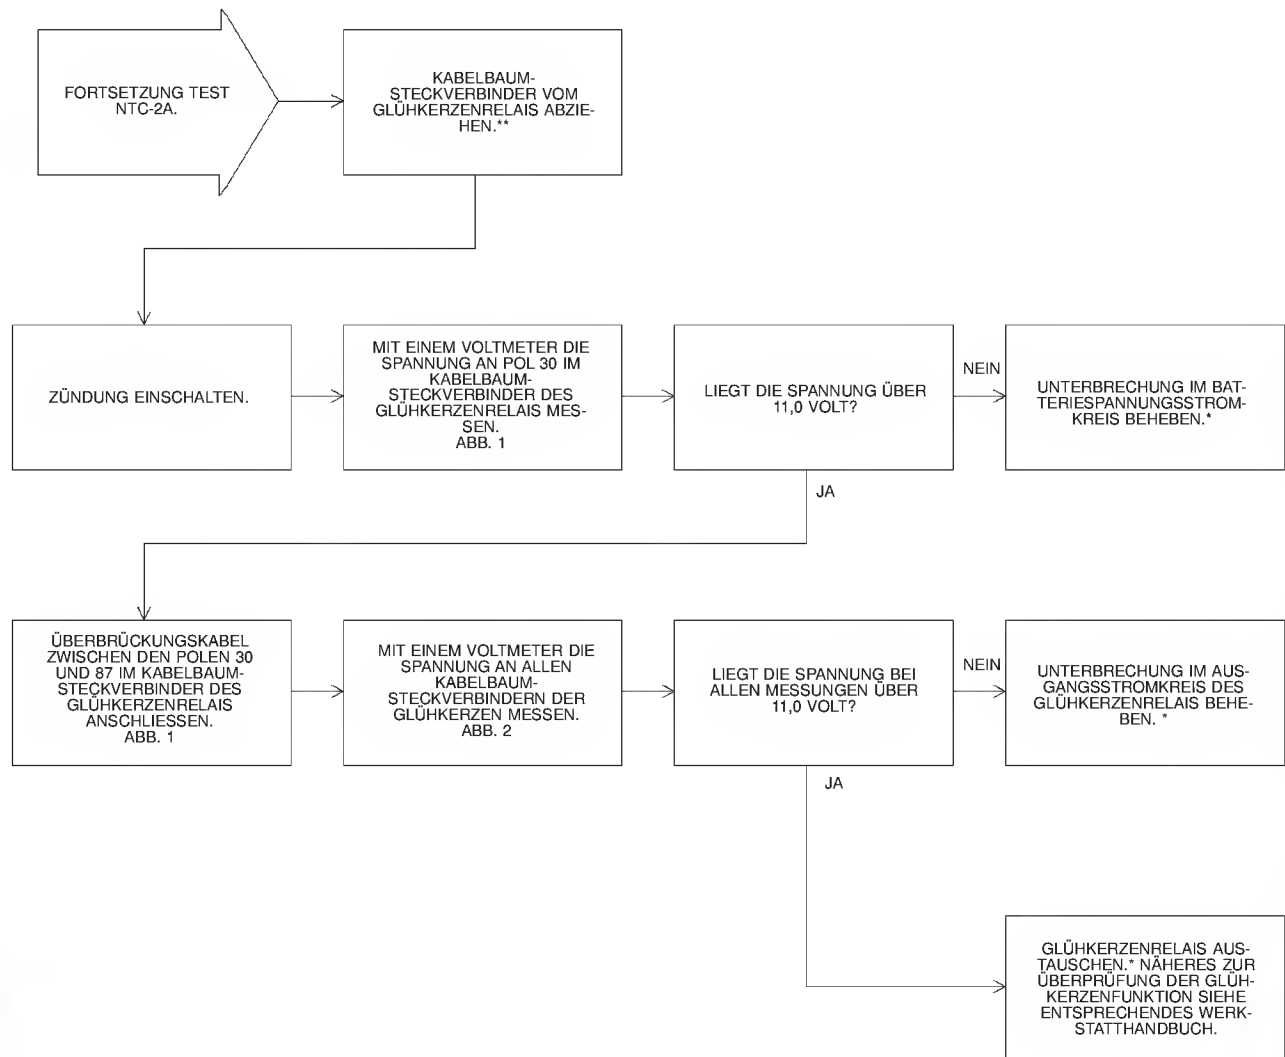 FORTSETZUNG TEST
NTC-2A.
KABELBAUM-
STECKVERBINDER VOM
GLÜHKERZENRELAIS ABZIE-
HEN.**
ZÜNDUNG EINSCHALTEN.
MIT EINEM VOLTMETER DIE
SPANNUNG AN POL 30 IM
KABELBAUM-
STECKVERBINDER DES
GLÜHKERZENRELAIS MES-
SEN.
ABB. 1
LIEGT DIE SPANNUNG ÜBER
11,0 VOLT?
NEIN
UNTERBRECHUNG IM BAT-
TERIESPANNUNGSSTROM-
KREIS BEHEBEN.*
JA
ÜBERBRÜCKUNGSKABEL
ZWISCHEN DEN POLEN 30
UND 87 IM KABELBAUM-
STECKVERBINDER DES
GLÜHKERZENRELAIS
ANSCHLIESSEN.
ABB. 1
MIT EINEM VOLTMETER DIE
SPANNUNG AN ALLEN
KABELBAUM-
STECKVERBINDERN DER
GLÜHKERZEN MESSEN.
ABB. 2
LIEGT DIE SPANNUNG BEI
ALLEN MESSUNGEN ÜBER
11,0 VOLT?
NEIN
UNTERBRECHUNG IM AUS-
GANGSSTROMKREIS DES
GLÜHKERZENRELAIS BEHE-
BEN. *
JA
GLÜHKERZENRELAIS AUS-
TAUSCHEN.* NÄHERES ZUR
ÜBERPRÜFUNG DER GLÜH-
KERZENFUNKTION SIEHE
ENTSPRECHENDES WERK-
STATTHANDBUCH.